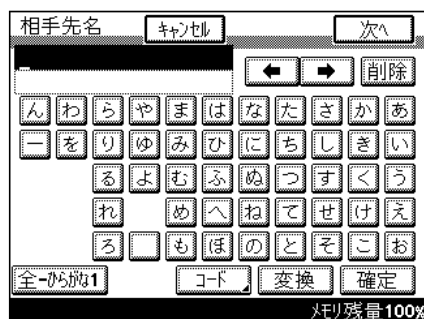 相手先名 キャンセル 次へ
← → 削除
ん わ ら や ま は な た さ か あ
ー を り ゆ み ひ に ち し き い
る よ む ふ ぬ つ す く う
れ め へ ね て せ け え
ろ も ほ の と そ こ お
全-ひらがな1 コード 変換 確定
メモリ残量100%